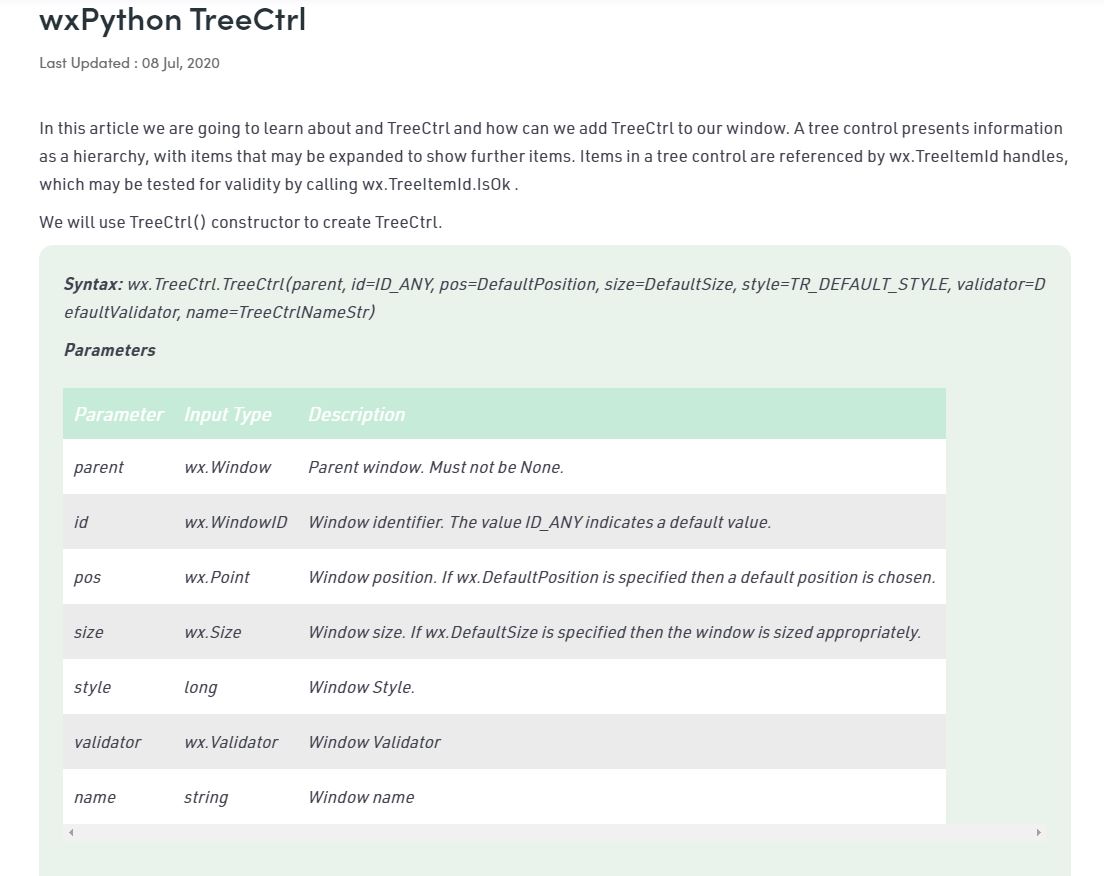 wxPython TreeCtrl
Last Updated : 08 Jul, 2020
In this article we are going to learn about and TreeCtrl and how can we add TreeCtrl to our window. A tree control presents information
as a hierarchy, with items that may be expanded to show further items. Items in a tree control are referenced by wx.TreeItemId handles,
which may be tested for validity by calling wx.TreeItemId.IsOk .
We will use TreeCtrl() constructor to create TreeCtrl.
Syntax: wx.TreeCtrl.TreeCtrl(parent, id=ID_ANY, pos=DefaultPosition, size=DefaultSize, style=TR_DEFAULT_STYLE, validator=D
efaultValidator, name=TreeCtrlNameStr)
Parameters
Parameter Input Type Description
parent wx.Window Parent window. Must not be None.
id wx.WindowID Window identifier. The value ID_ANY indicates a default value.
pos wx.Point Window position. If wx.DefaultPosition is specified then a default position is chosen.
size wx.Size Window size. If wx.DefaultSize is specified then the window is sized appropriately.
style long Window Style.
validator wx.Validator Window Validator
name string Window name